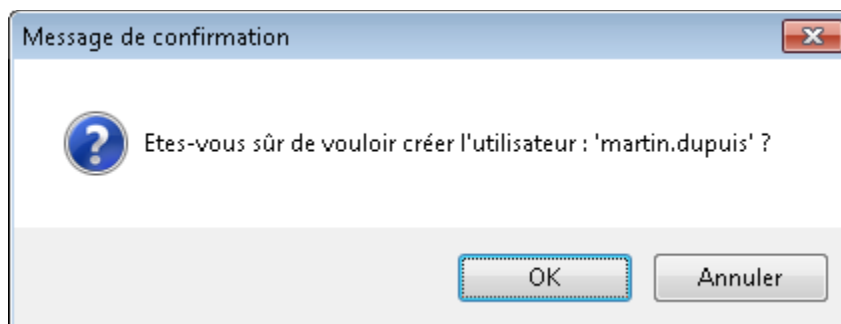 Message de confirmation
Etes-vous sûr de vouloir créer l'utilisateur : 'martin.dupuis' ?
OK
Annuler